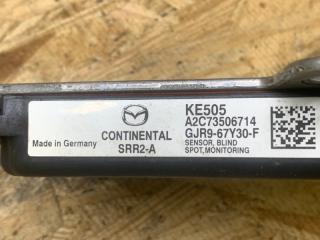 KE505
A2C73506714
CONTINENTAL
GJR9-67Y30-F
Made in Germany
SRR2-A
SENSOR, BLIND
SPOT,MONITORING